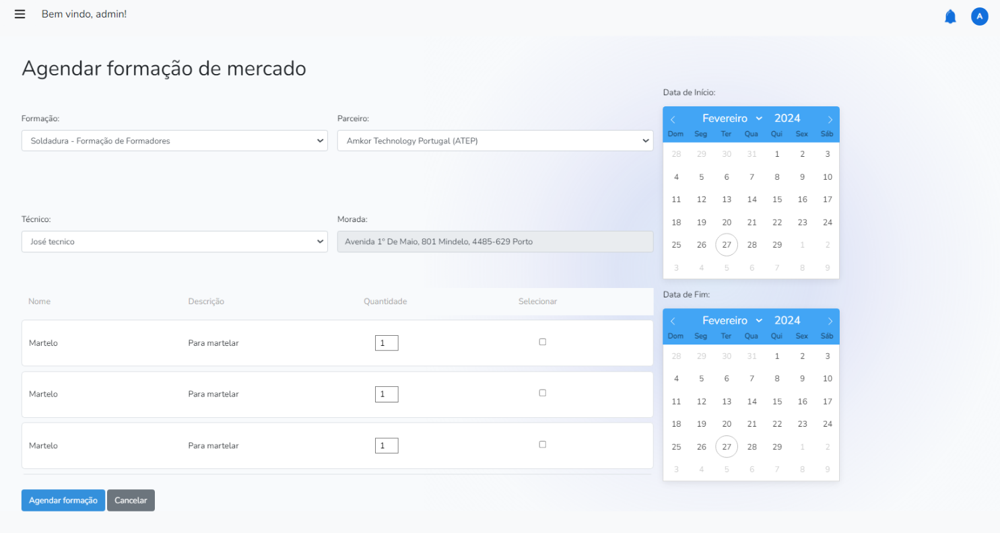 Bem vindo, admin!
A
Agendar formação de mercado
Formação:
Parceiro:
Soldadura - Formação de Formadores
Amkor Technology Portugal (ATEP)
Técnico:
Morada:
José tecnico
Avenida 1º De Maio, 801 Mindelo, 4485-629 Porto
Nome Descrição Quantidade Selecionar
Martelo Para martelar 1
Martelo Para martelar 1
Martelo Para martelar 1
Agendar formação Cancelar
Data de Início:
Fevereiro 2024
Dom Seg Ter Qua Qui Sex Sáb
28 29 30 31 1 2 3
4 5 6 7 8 9 10
11 12 13 14 15 16 17
18 19 20 21 22 23 24
25 26 27 28 29 1 2
3 4 5 6 7 8 9
Data de Fim:
Fevereiro 2024
Dom Seg Ter Qua Qui Sex Sáb
28 29 30 31 1 2 3
4 5 6 7 8 9 10
11 12 13 14 15 16 17
18 19 20 21 22 23 24
25 26 27 28 29 1 2
3 4 5 6 7 8 9